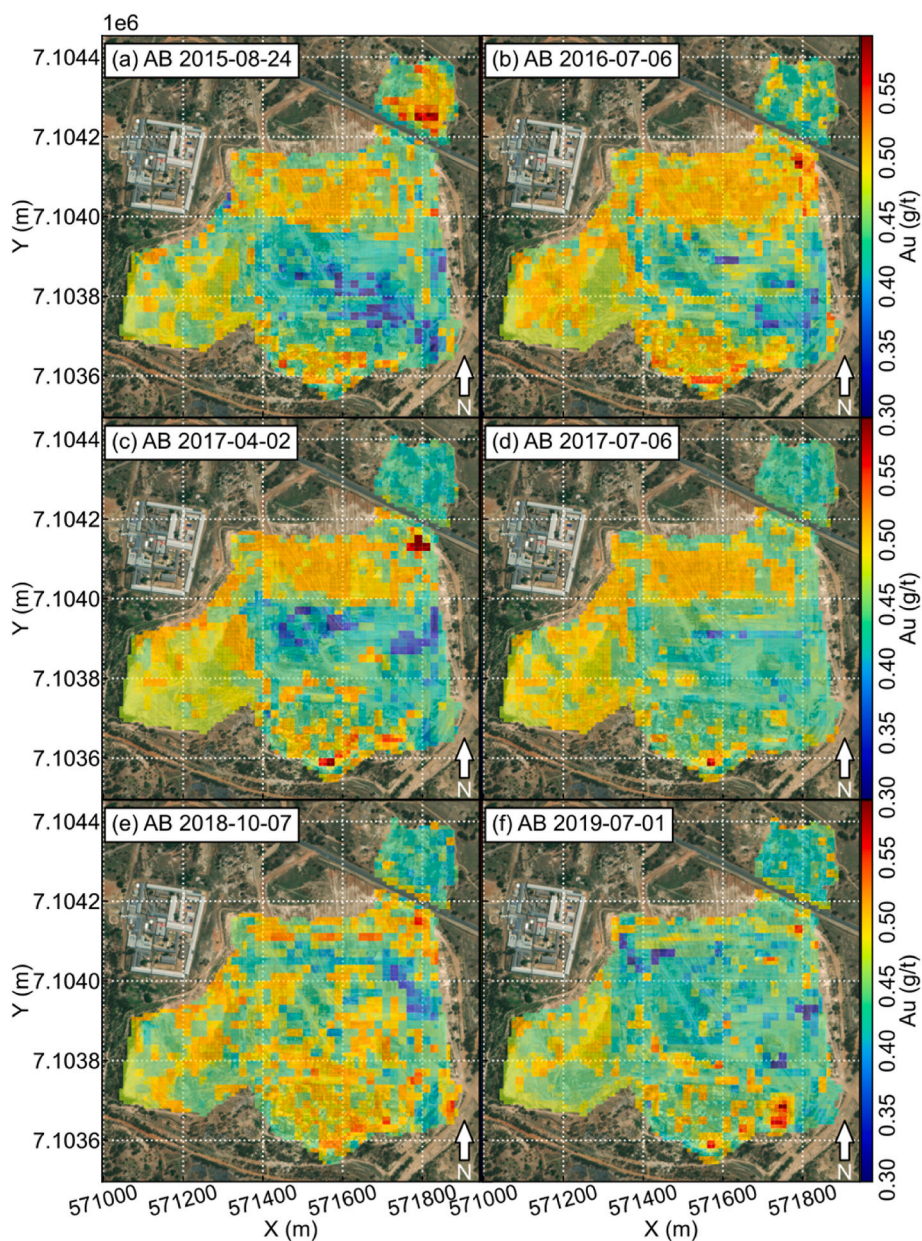 1e6
(a) AB 2015-08-24
(b) AB 2016-07-06
7.1044
7.1042
7.1040
7.1038
7.1036
Y (m)
N
N
0.55
0.50
0.45
0.40
0.35
0.30
Au (g/t)
(c) AB 2017-04-02
(d) AB 2017-07-06
7.1044
7.1042
7.1040
7.1038
7.1036
Y (m)
N
N
0.55
0.50
0.45
0.40
0.35
0.30
Au (g/t)
(e) AB 2018-10-07
(f) AB 2019-07-01
7.1044
7.1042
7.1040
7.1038
7.1036
Y (m)
N
N
0.55
0.50
0.45
0.40
0.35
0.30
Au (g/t)
571000 571200 571400 571600 571800 571000 571200 571400 571600 571800
X (m) X (m)